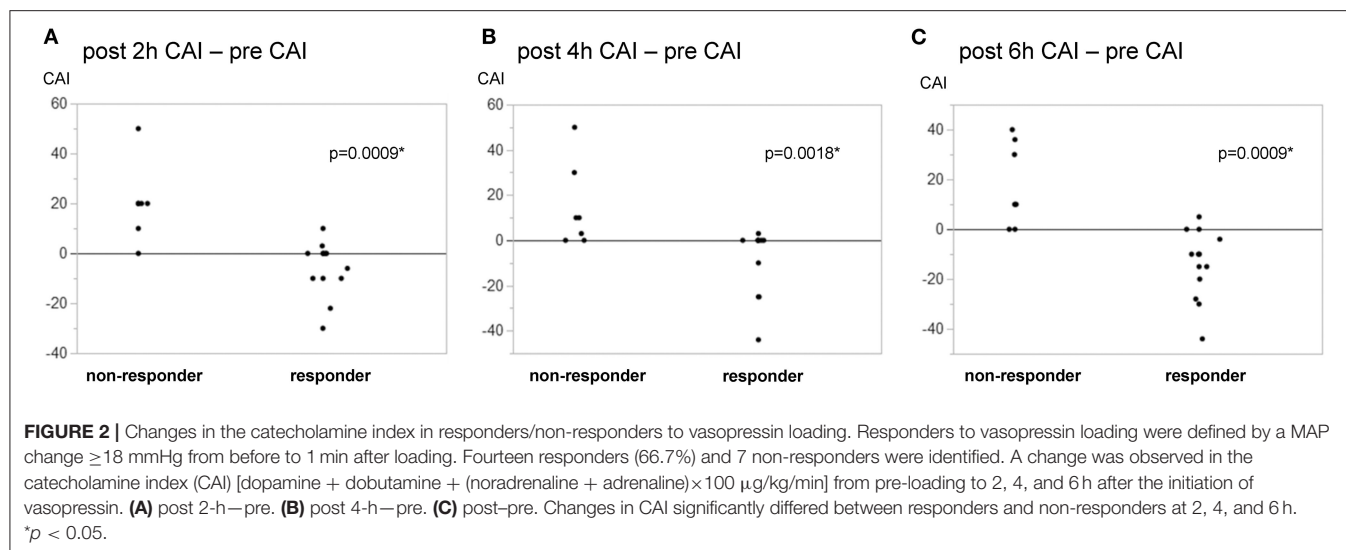 A post 2h CAI – pre CAI
CAI
60
40
20
0
-20
-40
p=0.0009*
non-responder responder
B post 4h CAI – pre CAI
CAI
60
40
20
0
-20
-40
p=0.0018*
non-responder responder
C post 6h CAI – pre CAI
CAI
40
20
0
-20
-40
p=0.0009*
non-responder responder
FIGURE 2 | Changes in the catecholamine index in responders/non-responders to vasopressin loading. Responders to vasopressin loading were defined by a MAP
change ≥18 mmHg from before to 1 min after loading. Fourteen responders (66.7%) and 7 non-responders were identified. A change was observed in the
catecholamine index (CAI) [dopamine + dobutamine + (noradrenaline + adrenaline)×100 μg/kg/min] from pre-loading to 2, 4, and 6 h after the initiation of
vasopressin. (A) post 2-h—pre. (B) post 4-h—pre. (C) post–pre. Changes in CAI significantly differed between responders and non-responders at 2, 4, and 6 h.
*p < 0.05.